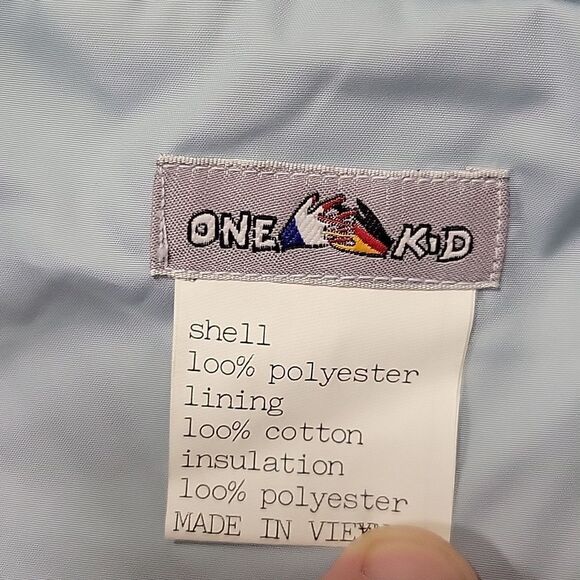 ONE KiD
shell
100% polyester
lining
100% cotton
insulation
100% polyester
MADE IN